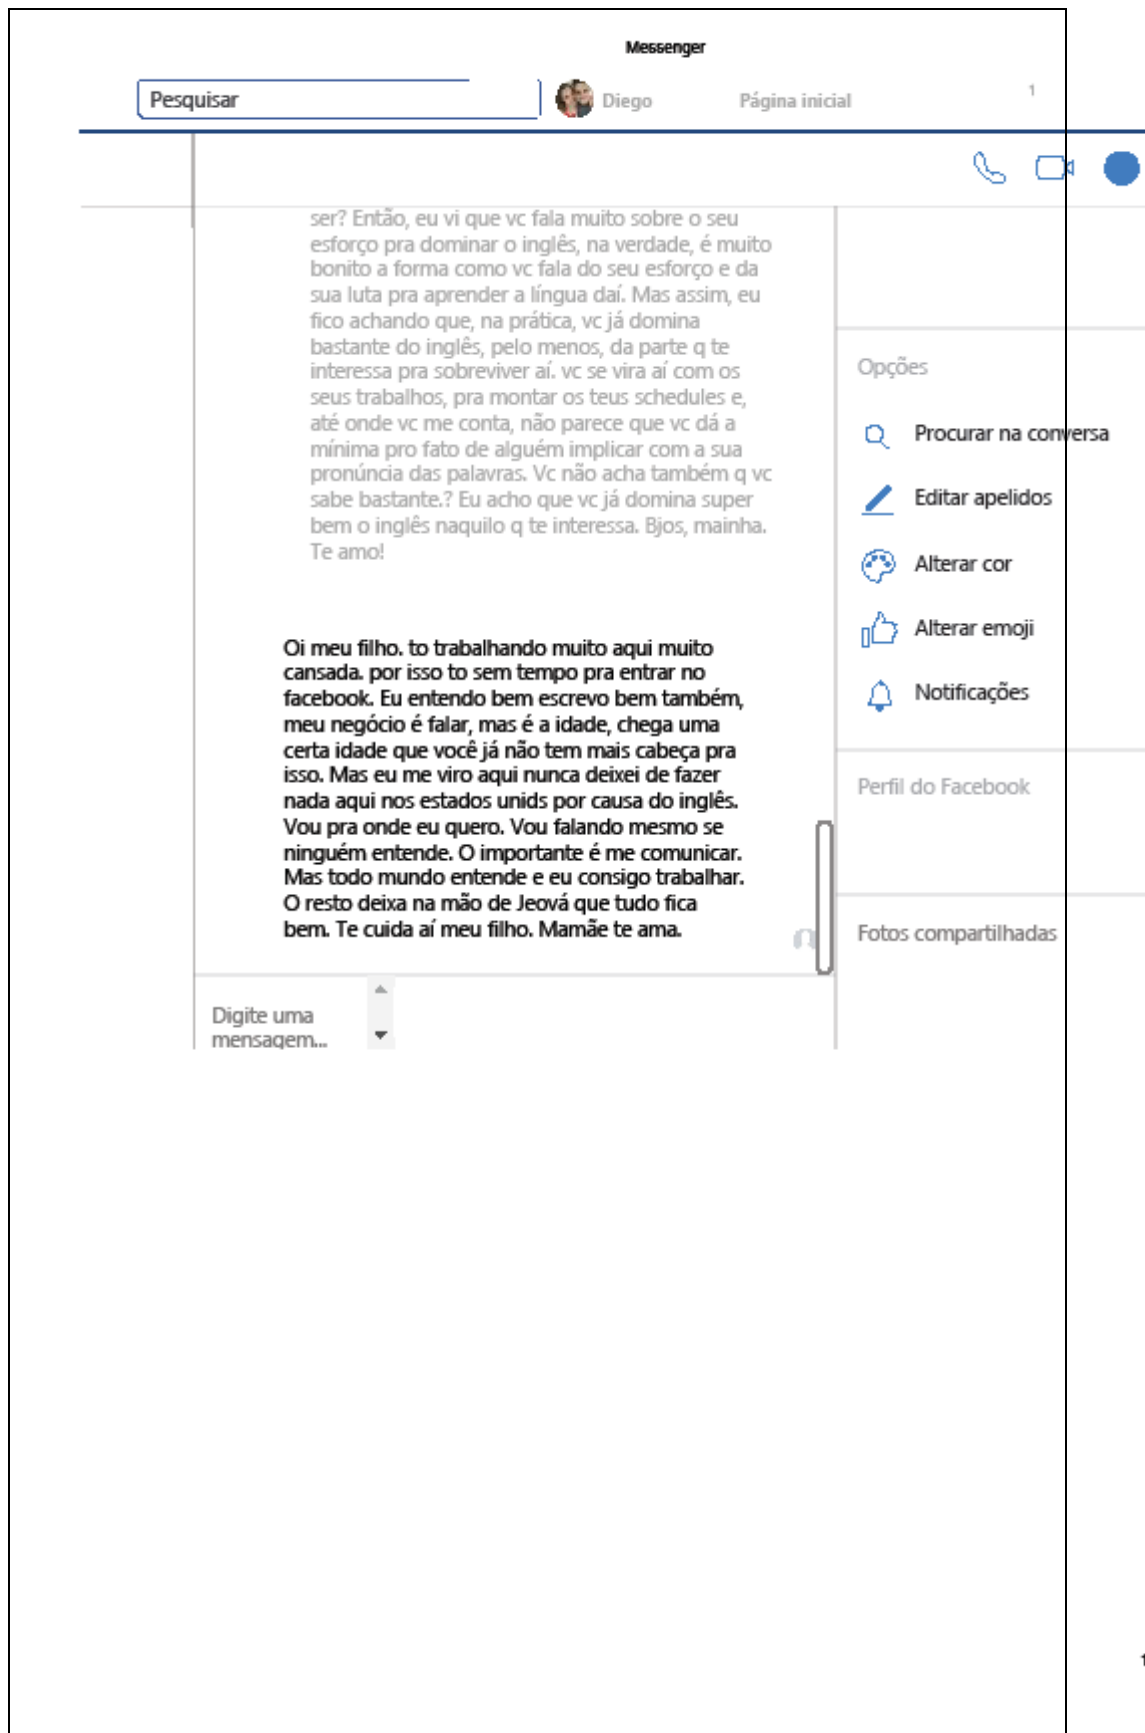 Messenger
Pesquisar
Diego
Página inicial
1
ser? Então, eu vi que vc fala muito sobre o seu
esforço pra dominar o inglês, na verdade, é muito
bonito a forma como vc fala do seu esforço e da
sua luta pra aprender a língua daí. Mas assim, eu
fico achando que, na prática, vc já domina
bastante do inglês, pelo menos, da parte q te
interessa pra sobreviver aí. vc se vira aí com os
seus trabalhos, pra montar os teus schedules e,
até onde vc me conta, não parece que vc dá a
mínima pro fato de alguém implicar com a sua
pronúncia das palavras. Vc não acha também q vc
sabe bastante.? Eu acho que vc já domina super
bem o inglês naquilo q te interessa. Bjos, mainha.
Te amo!
Oi meu filho. to trabalhando muito aqui muito
cansada. por isso to sem tempo pra entrar no
facebook. Eu entendo bem escrevo bem também,
meu negócio é falar, mas é a idade, chega uma
certa idade que você já não tem mais cabeça pra
isso. Mas eu me viro aqui nunca deixei de fazer
nada aqui nos estados unids por causa do inglês.
Vou pra onde eu quero. Vou falando mesmo se
ninguém entende. O importante é me comunicar.
Mas todo mundo entende e eu consigo trabalhar.
O resto deixa na mão de Jeová que tudo fica
bem. Te cuida aí meu filho. Mamãe te ama.
Digite uma
mensagem...
Opções
Procurar na conversa
Editar apelidos
Alterar cor
Alterar emoji
Notificações
Perfil do Facebook
Fotos compartilhadas